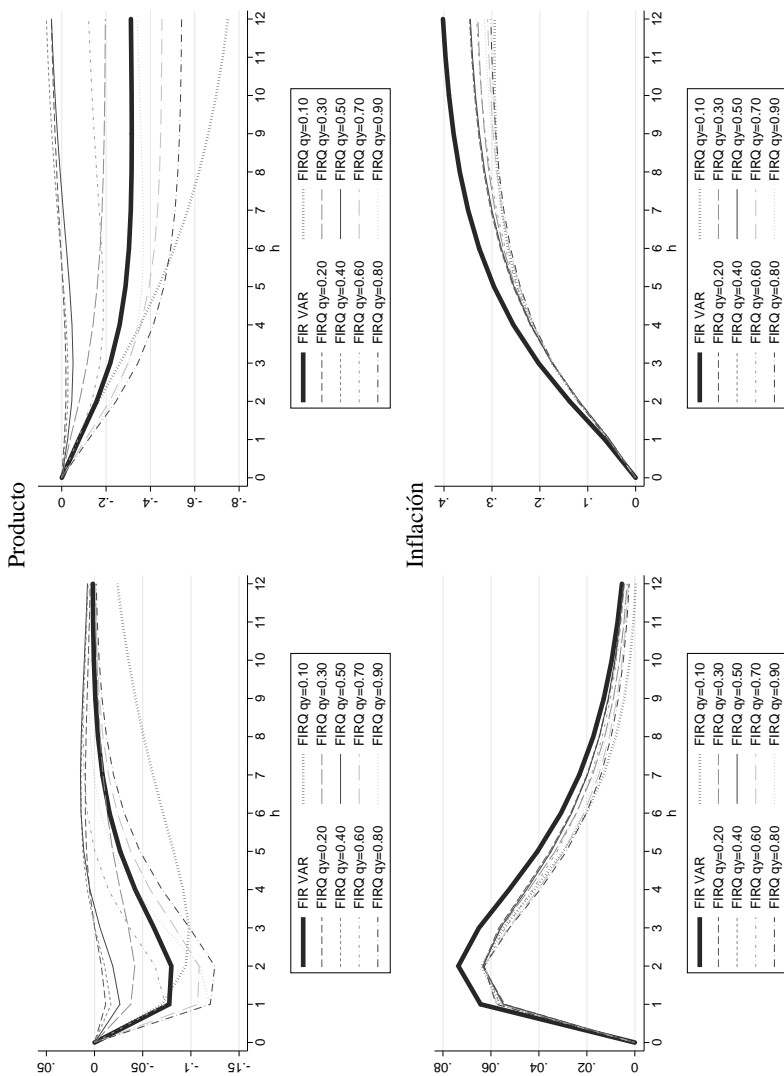 Producto
.05
0
-.05
-.1
-.15
0 1 2 3 4 5 6 7 8 9 10 11 12
h
FIR VAR FIRQ qy=0.10
FIRQ qy=0.20 FIRQ qy=0.30
FIRQ qy=0.40 FIRQ qy=0.50
FIRQ qy=0.60 FIRQ qy=0.70
FIRQ qy=0.80 FIRQ qy=0.90
0
-.2
-.4
-.6
-.8
0 1 2 3 4 5 6 7 8 9 10 11 12
h
FIR VAR FIRQ qy=0.10
FIRQ qy=0.20 FIRQ qy=0.30
FIRQ qy=0.40 FIRQ qy=0.50
FIRQ qy=0.60 FIRQ qy=0.70
FIRQ qy=0.80 FIRQ qy=0.90
Inflación
.08
.06
.04
.02
0
0 1 2 3 4 5 6 7 8 9 10 11 12
h
FIR VAR FIRQ qy=0.10
FIRQ qy=0.20 FIRQ qy=0.30
FIRQ qy=0.40 FIRQ qy=0.50
FIRQ qy=0.60 FIRQ qy=0.70
FIRQ qy=0.80 FIRQ qy=0.90
.4
.3
.2
.1
0
0 1 2 3 4 5 6 7 8 9 10 11 12
h
FIR VAR FIRQ qy=0.10
FIRQ qy=0.20 FIRQ qy=0.30
FIRQ qy=0.40 FIRQ qy=0.50
FIRQ qy=0.60 FIRQ qy=0.70
FIRQ qy=0.80 FIRQ qy=0.90